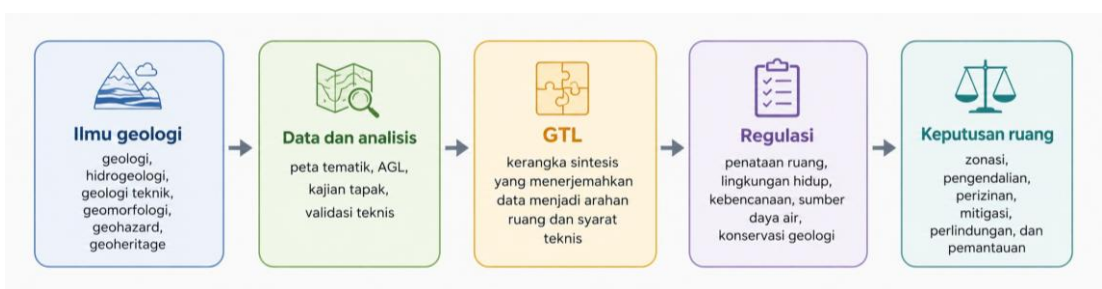 Ilmu geologi
geologi,
hidrogeologi,
geologi teknik,
geomorfologi,
geohazard,
geoheritage
Data dan analisis
peta tematik, AGL,
kajian tapak,
validasi teknis
GTL
kerangka sintesis
yang menerjemahkan
data menjadi arahan
ruang dan syarat
teknis
Regulasi
penataan ruang,
lingkungan hidup,
kebencanaan, sumber
daya air,
konservasi geologi
Keputusan ruang
zonasi,
pengendalian,
perizinan,
mitigasi,
perlindungan, dan
pemantauan